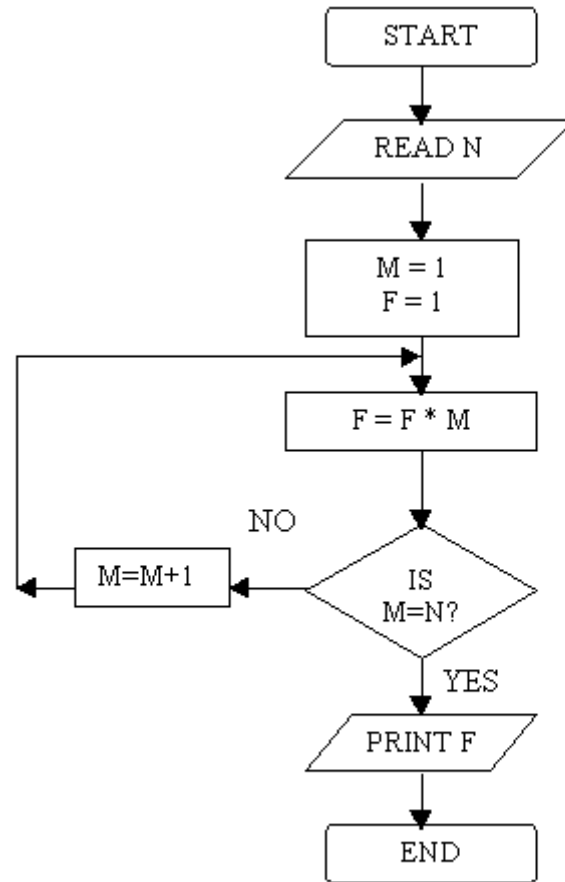 START
READ N
M = 1
F = 1
F = F * M
NO
M=M+1
IS
M=N?
YES
PRINT F
END